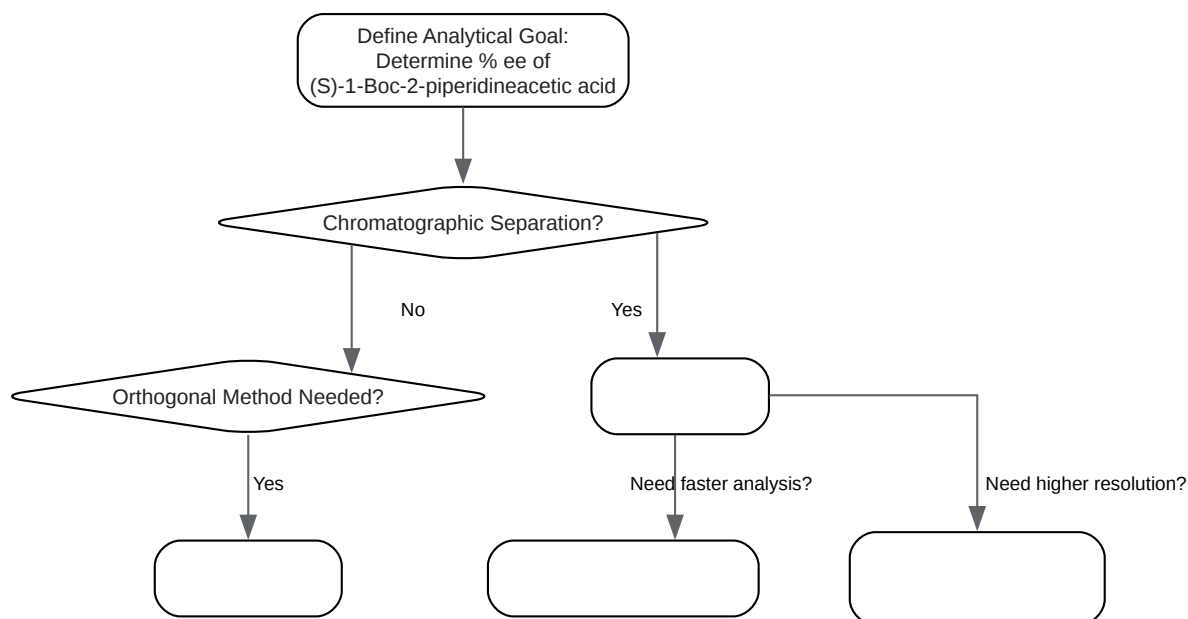 Define Analytical Goal:
Determine % ee of
(S)-1-Boc-2-piperidineacetic acid
Chromatographic Separation?
No
Yes
Orthogonal Method Needed?
Yes
Need faster analysis?
Need higher resolution?